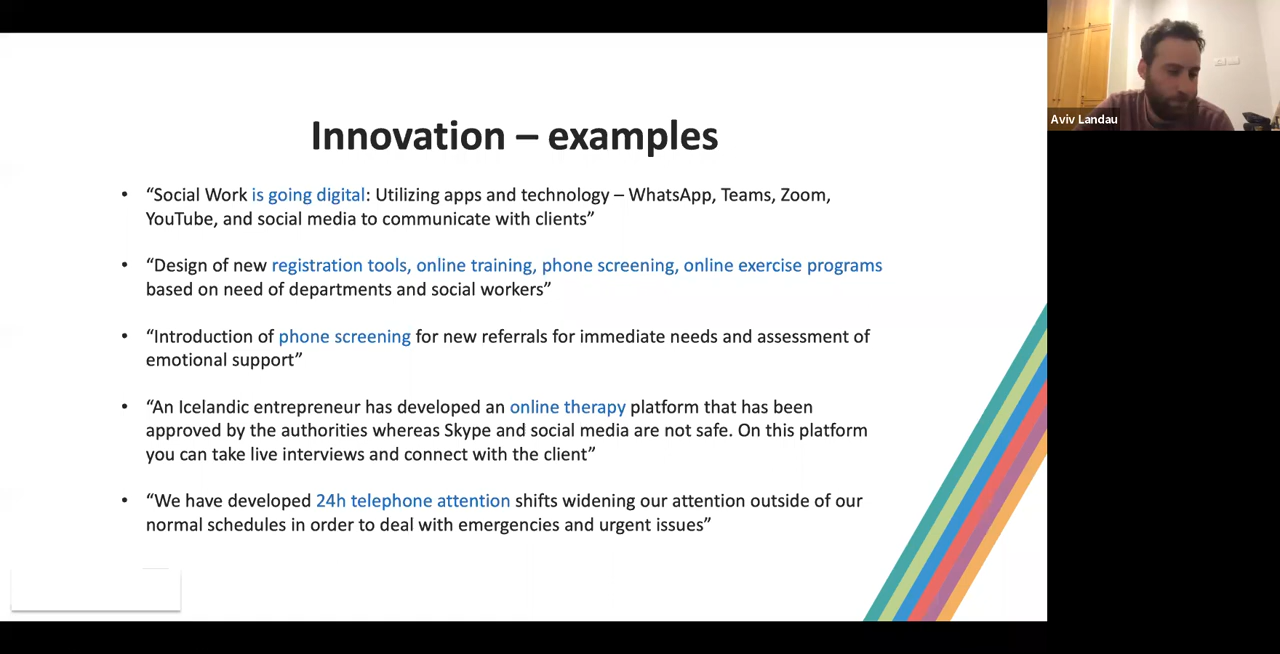 Innovation – examples
• “Social Work is going digital: Utilizing apps and technology – WhatsApp, Teams, Zoom,
YouTube, and social media to communicate with clients”
• “Design of new registration tools, online training, phone screening, online exercise programs
based on need of departments and social workers”
• “Introduction of phone screening for new referrals for immediate needs and assessment of
emotional support”
• “An Icelandic entrepreneur has developed an online therapy platform that has been
approved by the authorities whereas Skype and social media are not safe. On this platform
you can take live interviews and connect with the client”
• “We have developed 24h telephone attention shifts widening our attention outside of our
normal schedules in order to deal with emergencies and urgent issues”
Aviv Landau